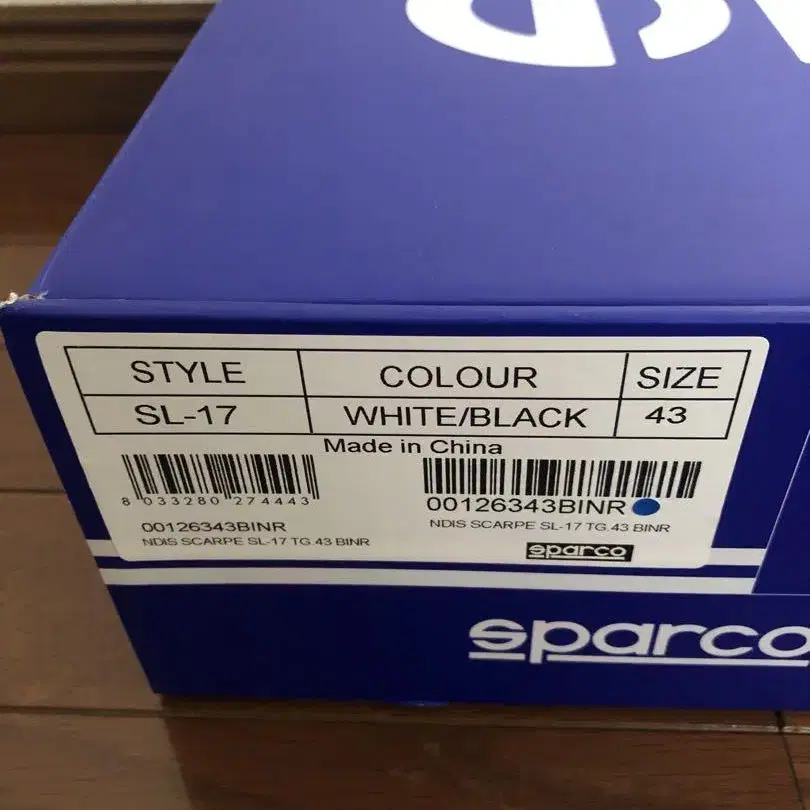 STYLE COLOUR SIZE
SL-17 WHITE/BLACK 43
Made in China
8 033280 274443
00126343BINR
NDIS SCARPE SL-17 TG.43 BINR
00126343BINR
NDIS SCARPE SL-17 TG.43 BINR
sparco
sparco